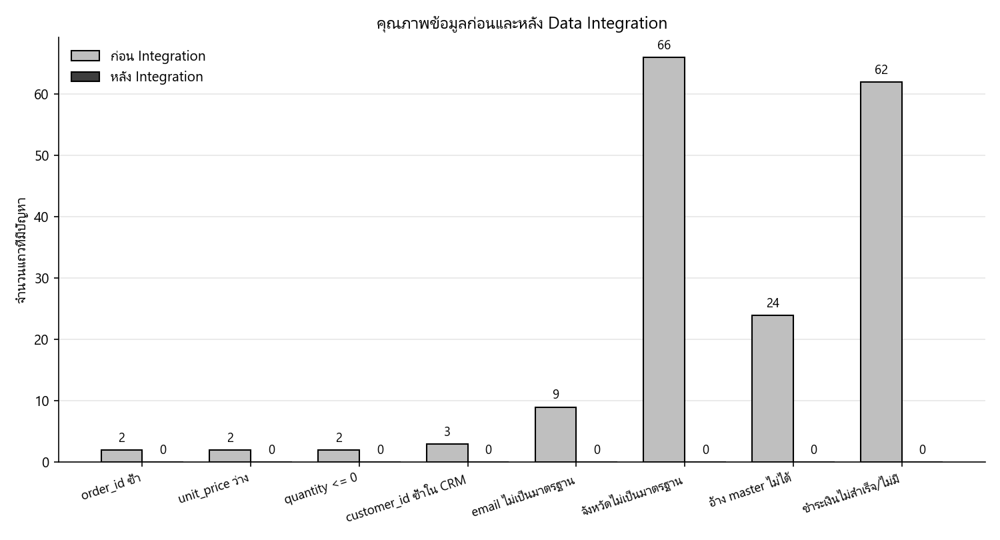 คุณภาพข้อมูลก่อนและหลัง Data Integration
ก่อน Integration
หลัง Integration
จำนวนแถวที่มีปัญหา
60
50
40
30
20
10
0
2
0
2
0
2
0
3
0
9
0
66
0
24
0
62
0
order_id ซ้ำ
unit_price ว่าง
quantity <= 0
customer_id ซ้ำใน CRM
email ไม่เป็นมาตรฐาน
จังหวัดไม่เป็นมาตรฐาน
อ้าง master ไม่ได้
ชำระเงินไม่สำเร็จ/ไม่มี